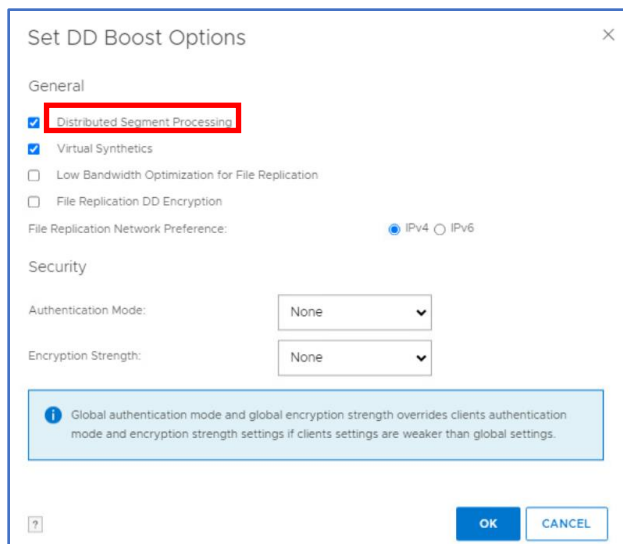 Set DD Boost Options
General
Distributed Segment Processing
Virtual Synthetics
Low Bandwidth Optimization for File Replication
File Replication DD Encryption
File Replication Network Preference: IPv4 IPv6
Security
Authentication Mode: None
Encryption Strength: None
Global authentication mode and global encryption strength overrides clients authentication
mode and encryption strength settings if clients settings are weaker than global settings.
? OK CANCEL